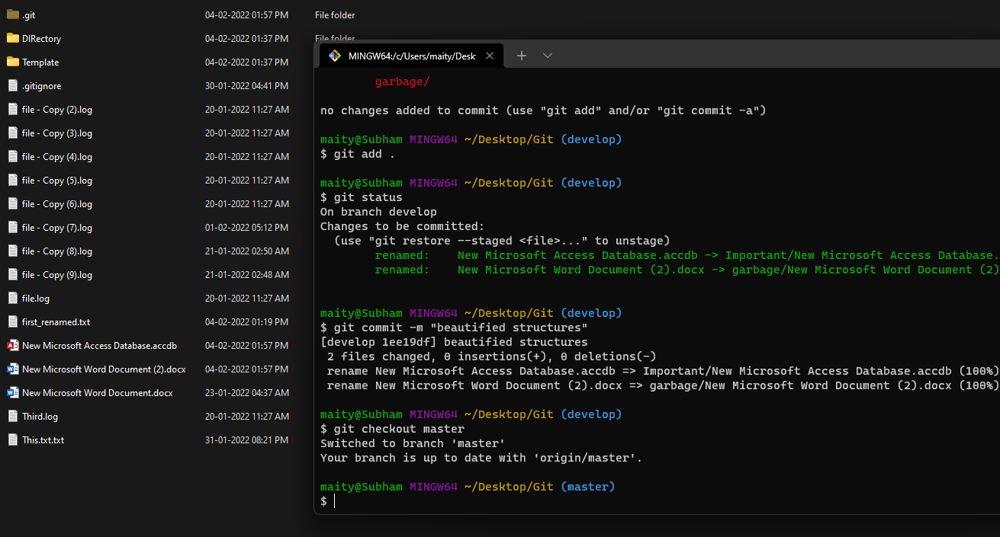 .git 04-02-2022 01:57 PM File folder
DIRectory 04-02-2022 01:37 PM File folder
Template 04-02-2022 01:37 PM
.gitignore 30-01-2022 04:41 PM
file - Copy (2).log 20-01-2022 11:27 AM
file - Copy (3).log 20-01-2022 11:27 AM
file - Copy (4).log 20-01-2022 11:27 AM
file - Copy (5).log 20-01-2022 11:27 AM
file - Copy (6).log 20-01-2022 11:27 AM
file - Copy (7).log 01-02-2022 05:12 PM
file - Copy (8).log 21-01-2022 02:50 AM
file - Copy (9).log 21-01-2022 02:48 AM
file.log 20-01-2022 11:27 AM
first_renamed.txt 04-02-2022 01:19 PM
New Microsoft Access Database.accdb 04-02-2022 01:57 PM
New Microsoft Word Document (2).docx 04-02-2022 01:57 PM
New Microsoft Word Document.docx 23-01-2022 04:37 AM
Third.log 20-01-2022 11:27 AM
This.txt.txt 31-01-2022 08:21 PM
MINGW64:/c/Users/maity/Desk
garbage/
no changes added to commit (use "git add" and/or "git commit -a")
maity@Subham MINGW64 ~/Desktop/Git (develop)
$ git add .
maity@Subham MINGW64 ~/Desktop/Git (develop)
$ git status
On branch develop
Changes to be committed:
(use "git restore --staged <file>..." to unstage)
renamed: New Microsoft Access Database.accdb -> Important/New Microsoft Access Database.
renamed: New Microsoft Word Document (2).docx -> garbage/New Microsoft Word Document (2)
maity@Subham MINGW64 ~/Desktop/Git (develop)
$ git commit -m "beautified structures"
[develop 1ee19df] beautified structures
2 files changed, 0 insertions(+), 0 deletions(-)
rename New Microsoft Access Database.accdb => Important/New Microsoft Access Database.accdb (100%)
rename New Microsoft Word Document (2).docx => garbage/New Microsoft Word Document (2).docx (100%)
maity@Subham MINGW64 ~/Desktop/Git (develop)
$ git checkout master
Switched to branch 'master'
Your branch is up to date with 'origin/master'.
maity@Subham MINGW64 ~/Desktop/Git (master)
$